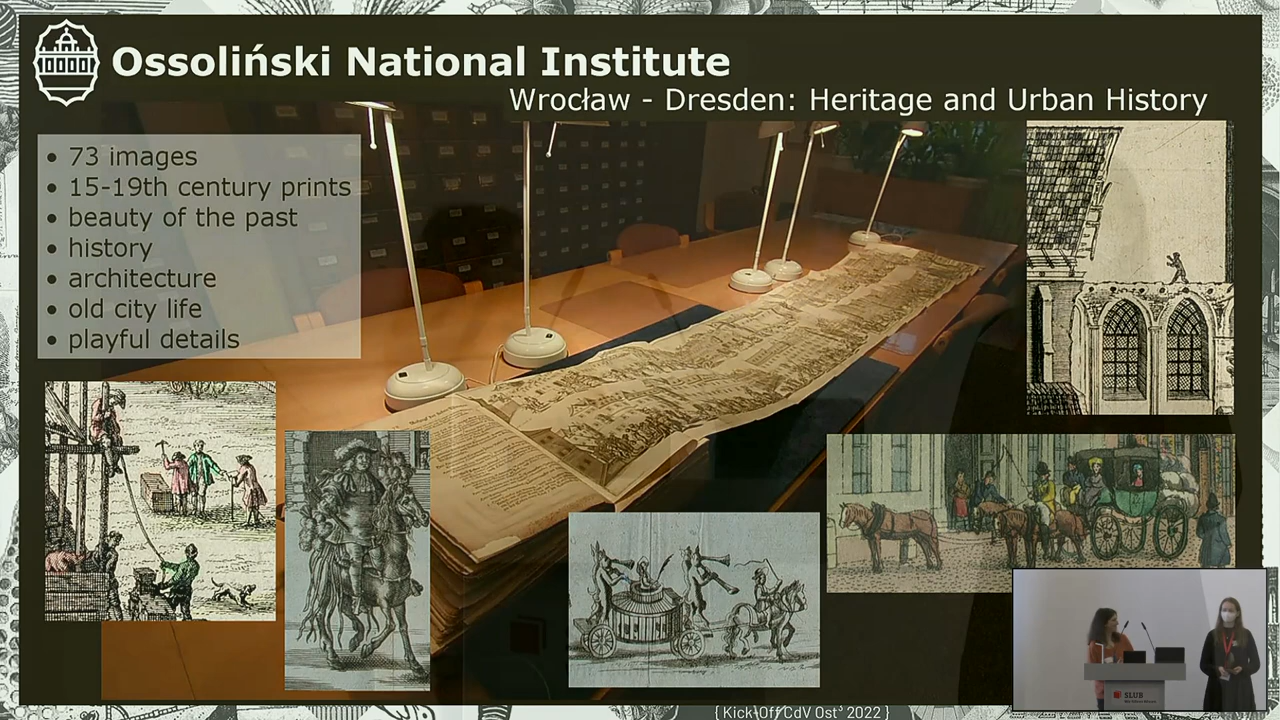 Ossoliński National Institute
Wrocław - Dresden: Heritage and Urban History
• 73 images
• 15-19th century prints
• beauty of the past
• history
• architecture
• old city life
• playful details
SLUB
{ Kick-Off CdV Ost³ 2022 }